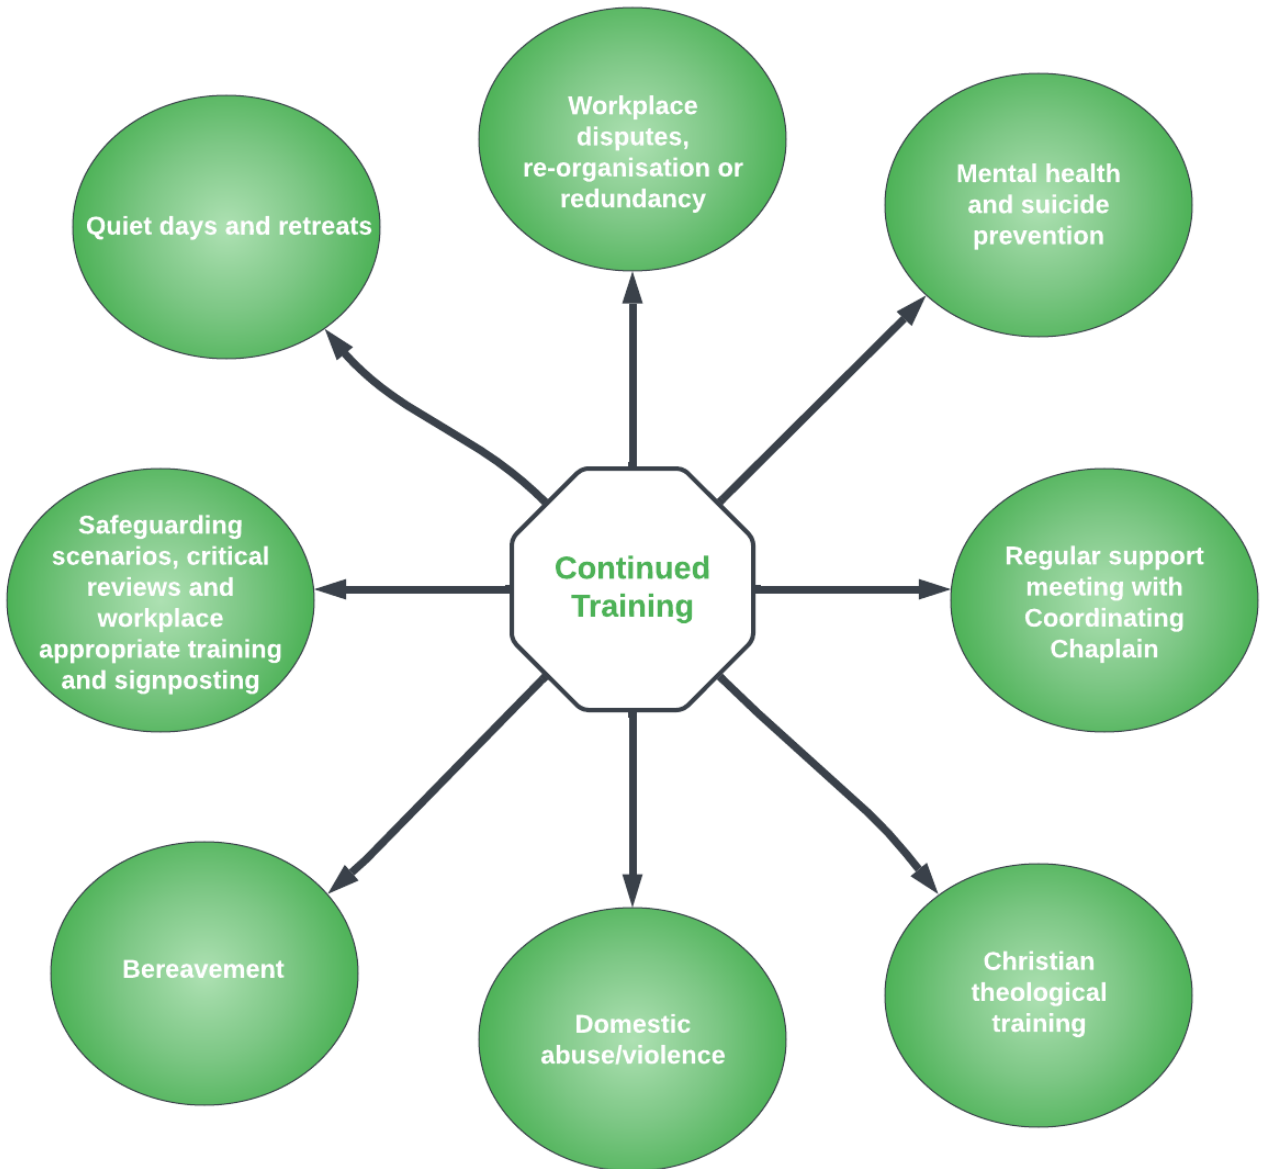 Workplace
disputes,
re-organisation or
redundancy
Mental health
and suicide
prevention
Quiet days and retreats
Safeguarding
scenarios, critical
reviews and
workplace
appropriate training
and signposting
Continued
Training
Regular support
meeting with
Coordinating
Chaplain
Bereavement
Domestic
abuse/violence
Christian
theological
training